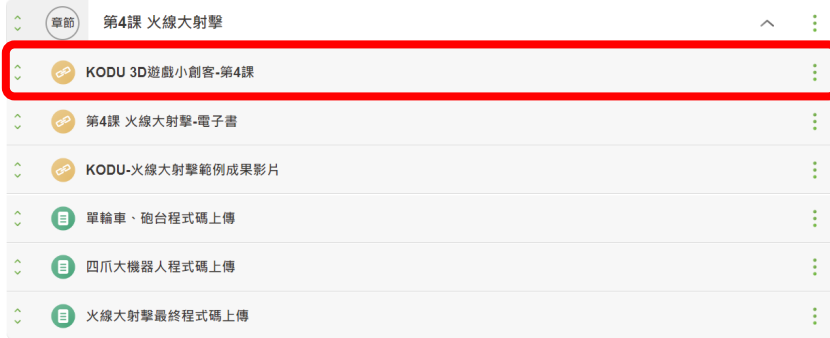 章節 第4課 火線大射擊
KODU 3D遊戲小創客-第4課
第4課 火線大射擊-電子書
KODU-火線大射擊範例成果影片
單輪車、砲台程式碼上傳
四爪大機器人程式碼上傳
火線大射擊最終程式碼上傳